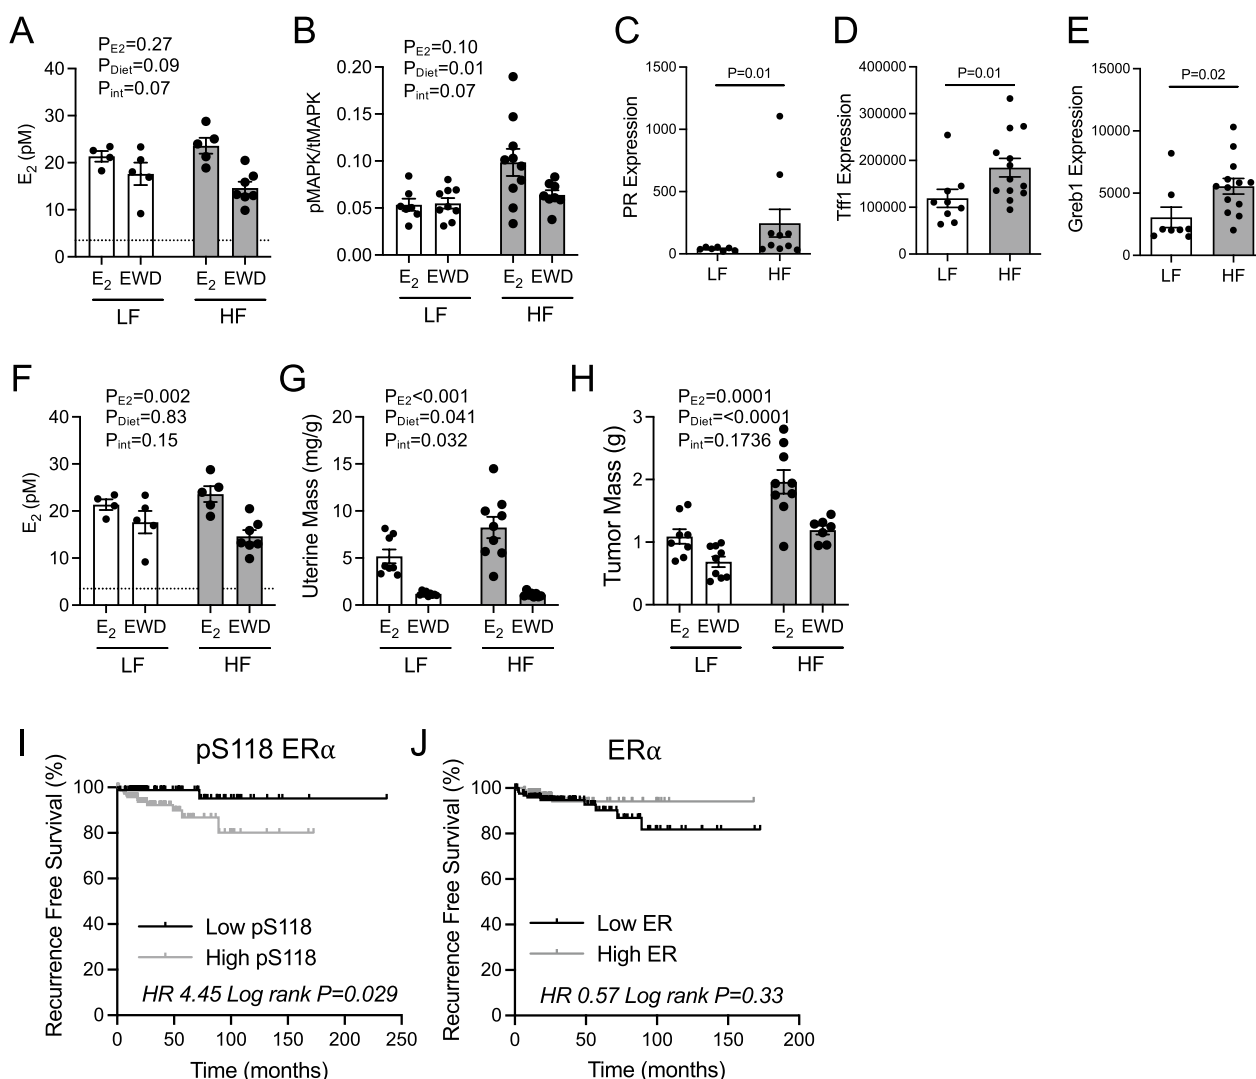 A
P_E2=0.27
P_Diet=0.09
P_int=0.07
E₂ (pM)
40
30
20
10
0
E₂ EWD E₂ EWD
LF HF
B
P_E2=0.10
P_Diet=0.01
P_int=0.07
pMAPK/tMAPK
0.20
0.15
0.10
0.05
0.00
E₂ EWD E₂ EWD
LF HF
C
P=0.01
PR Expression
1500
1000
500
0
LF HF
D
P=0.01
Tff1 Expression
400000
300000
200000
100000
0
LF HF
E
P=0.02
Greb1 Expression
15000
10000
5000
0
LF HF
F
P_E2=0.002
P_Diet=0.83
P_int=0.15
E₂ (pM)
40
30
20
10
0
E₂ EWD E₂ EWD
LF HF
G
P_E2<0.001
P_Diet=0.041
P_int=0.032
Uterine Mass (mg/g)
20
15
10
5
0
E₂ EWD E₂ EWD
LF HF
H
P_E2=0.0001
P_Diet=<0.0001
P_int=0.1736
Tumor Mass (g)
3
2
1
0
E₂ EWD E₂ EWD
LF HF
I
pS118 ERα
Recurrence Free Survival (%)
100
80
60
40
20
0
Low pS118
High pS118
HR 4.45 Log rank P=0.029
0 50 100 150 200 250
Time (months)
J
ERα
Recurrence Free Survival (%)
100
80
60
40
20
0
Low ER
High ER
HR 0.57 Log rank P=0.33
0 50 100 150 200
Time (months)